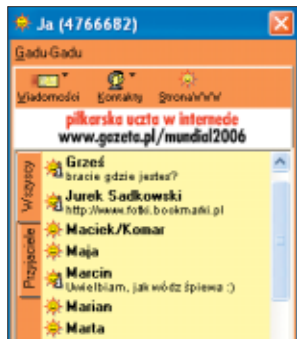 Ja (4766682)
Gadu-Gadu
Wiadomości Kontakty StronaWWW
piłkarska uczta w internecie
www.gazeta.pl/mundial2006
Wszyscy
Przyjaciele
Grześ
bracie gdzie jestes?
Jurek Sadkowski
http://www.fotki.bookmarki.pl
Maciek/Komar
Maja
Marcin
Uwielbiam, jak wódz śpiewa :)
Marian
Marta